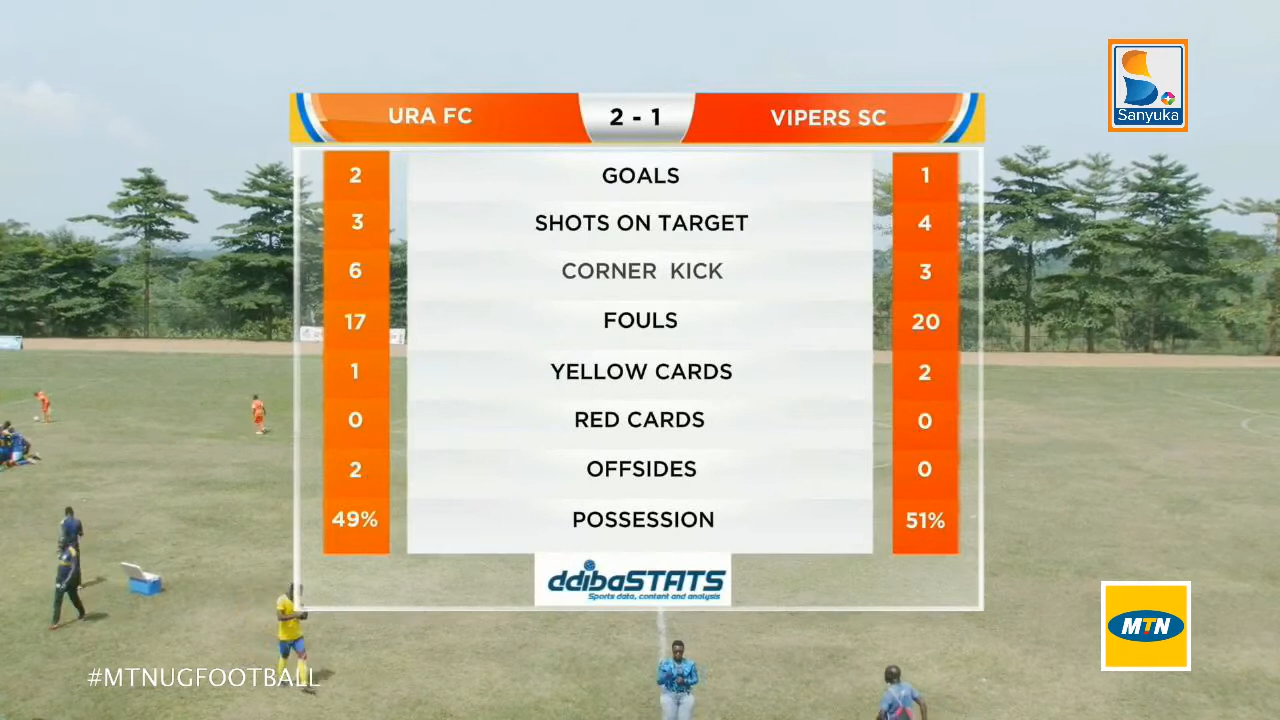 Sanyuka
URA FC 2 - 1 VIPERS SC
2 GOALS 1
3 SHOTS ON TARGET 4
6 CORNER KICK 3
17 FOULS 20
1 YELLOW CARDS 2
0 RED CARDS 0
2 OFFSIDES 0
49% POSSESSION 51%
ddibaSTATS
Sports data, content and analysis
MTN
#MTNUGFOOTBALL